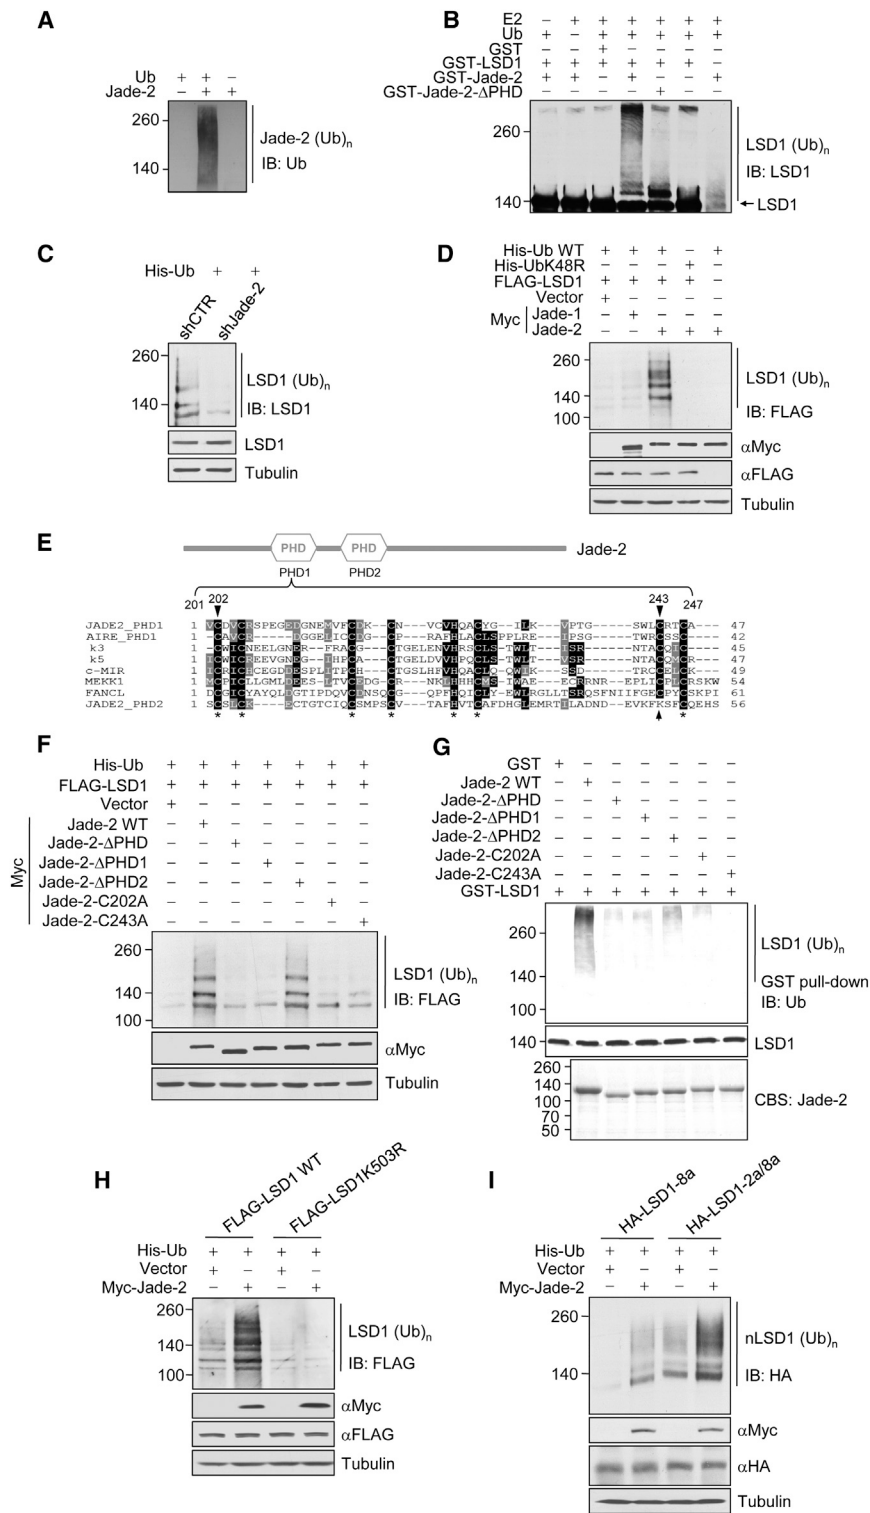 A
Ub + + −
Jade-2 − + +
260
140
Jade-2 (Ub)n
IB: Ub
B
E2 − + + + + + +
Ub + − + + + + +
GST − − + − − − −
GST-LSD1 + + + + + + −
GST-Jade-2 + + − + − − +
GST-Jade-2-ΔPHD − − − − + − −
260
140
LSD1 (Ub)n
IB: LSD1
LSD1
C
His-Ub + +
shCTR
shJade-2
260
140
LSD1 (Ub)n
IB: LSD1
LSD1
Tubulin
D
His-Ub WT + + + − +
His-UbK48R − − − + −
FLAG-LSD1 + + + + −
Vector + − − − −
Myc
Jade-1 − + − − −
Jade-2 − − + + +
260
140
100
LSD1 (Ub)n
IB: FLAG
αMyc
αFLAG
Tubulin
E
PHD
PHD
Jade-2
PHD1
PHD2
201
202
243
247
JADE2_PHD1 1 47
AIRE_PHD1 1 42
k3 1 45
k5 1 47
c-MIR 1 49
MEKK1 1 54
FANCL 1 61
JADE2_PHD2 1 56
* * * * * * *
F
His-Ub + + + + + + +
FLAG-LSD1 + + + + + + +
Vector + − − − − − −
Myc
Jade-2 WT − + − − − − −
Jade-2-ΔPHD − − + − − − −
Jade-2-ΔPHD1 − − − + − − −
Jade-2-ΔPHD2 − − − − + − −
Jade-2-C202A − − − − − + −
Jade-2-C243A − − − − − − +
260
140
100
LSD1 (Ub)n
IB: FLAG
αMyc
Tubulin
G
GST + − − − − − −
Jade-2 WT − + − − − − −
Jade-2-ΔPHD − − + − − − −
Jade-2-ΔPHD1 − − − + − − −
Jade-2-ΔPHD2 − − − − + − −
Jade-2-C202A − − − − − + −
Jade-2-C243A − − − − − − +
GST-LSD1 + + + + + + +
260
140
100
LSD1 (Ub)n
GST pull-down
IB: Ub
140
LSD1
260
140
100
70
50
CBS: Jade-2
H
FLAG-LSD1 WT
FLAG-LSD1K503R
His-Ub + + + +
Vector + − + −
Myc-Jade-2 − + − +
260
140
100
LSD1 (Ub)n
IB: FLAG
αMyc
αFLAG
Tubulin
I
HA-LSD1-8a
HA-LSD1-2a/8a
His-Ub + + + +
Vector + − + −
Myc-Jade-2 − + − +
260
140
nLSD1 (Ub)n
IB: HA
αMyc
αHA
Tubulin